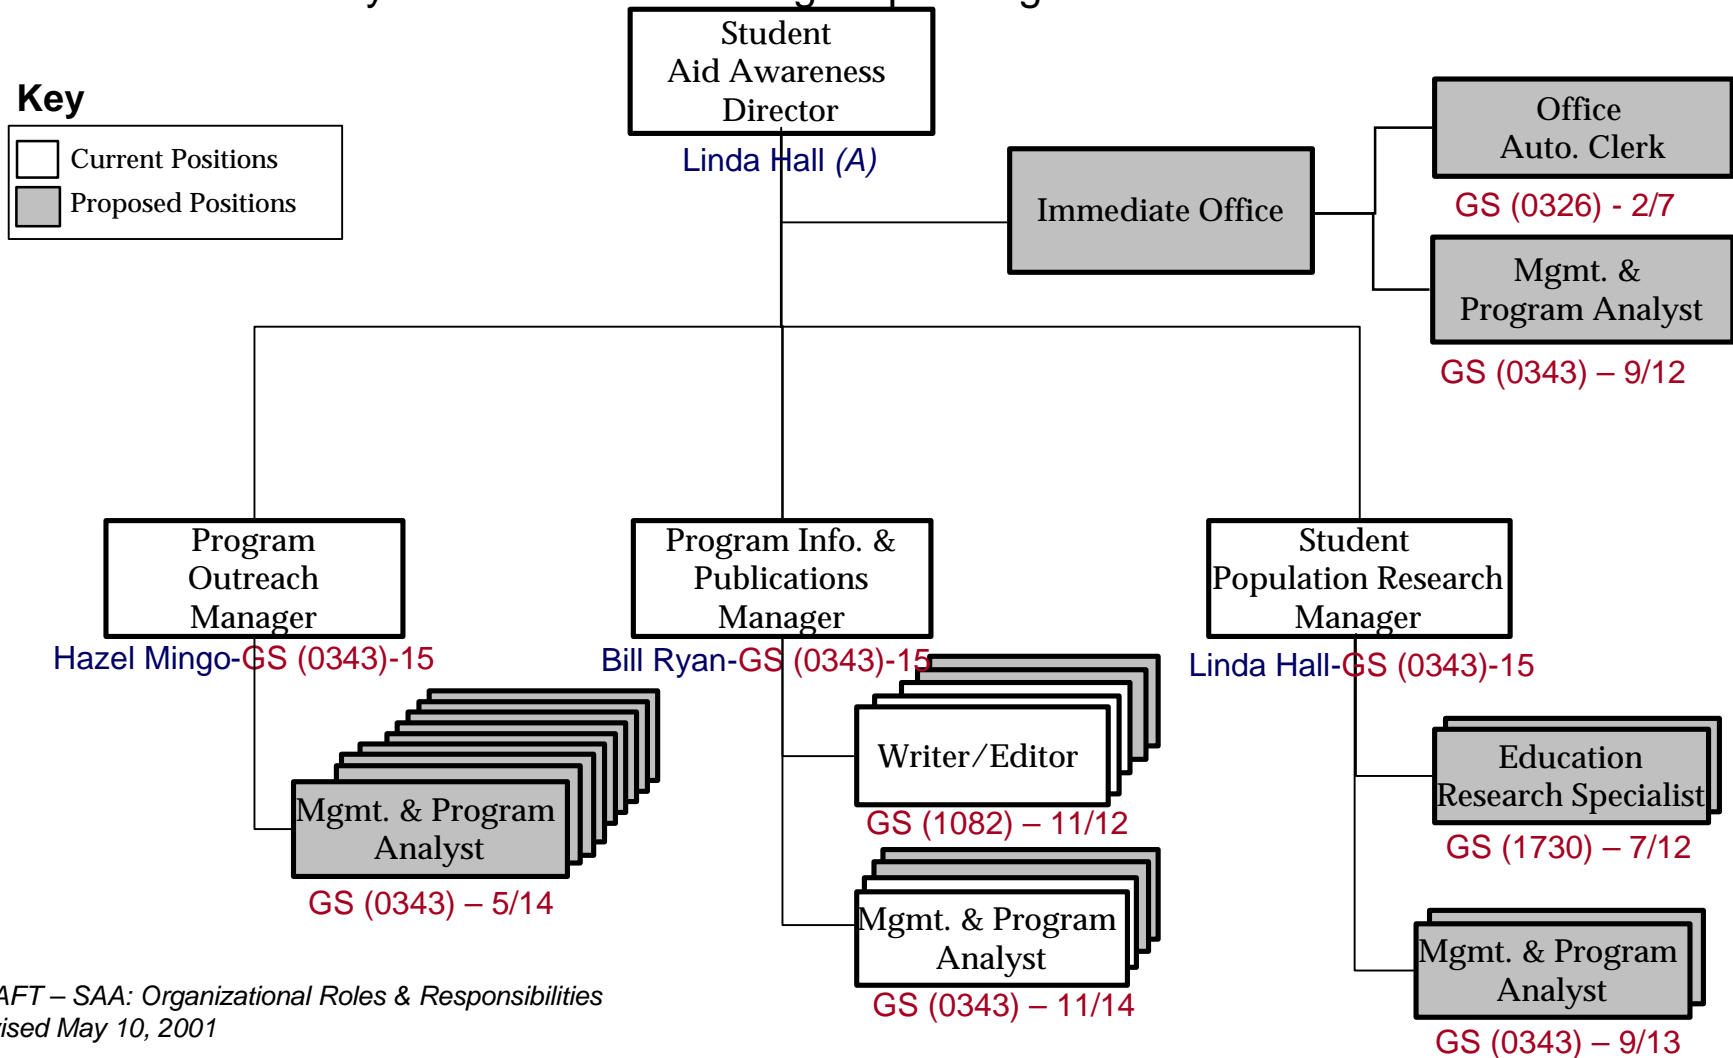 Student
Aid Awareness
Director
Linda Hall (A)
Key
Current Positions
Proposed Positions
Immediate Office
Office
Auto. Clerk
GS (0326) - 2/7
Mgmt. &
Program Analyst
GS (0343) – 9/12
Program
Outreach
Manager
Hazel Mingo-GS (0343)-15
Mgmt. & Program
Analyst
GS (0343) – 5/14
Program Info. &
Publications
Manager
Bill Ryan-GS (0343)-15
Writer/Editor
GS (1082) – 11/12
Mgmt. & Program
Analyst
GS (0343) – 11/14
Student
Population Research
Manager
Linda Hall-GS (0343)-15
Education
Research Specialist
GS (1730) – 7/12
Mgmt. & Program
Analyst
GS (0343) – 9/13
AFT – SAA: Organizational Roles & Responsibilities
vised May 10, 2001